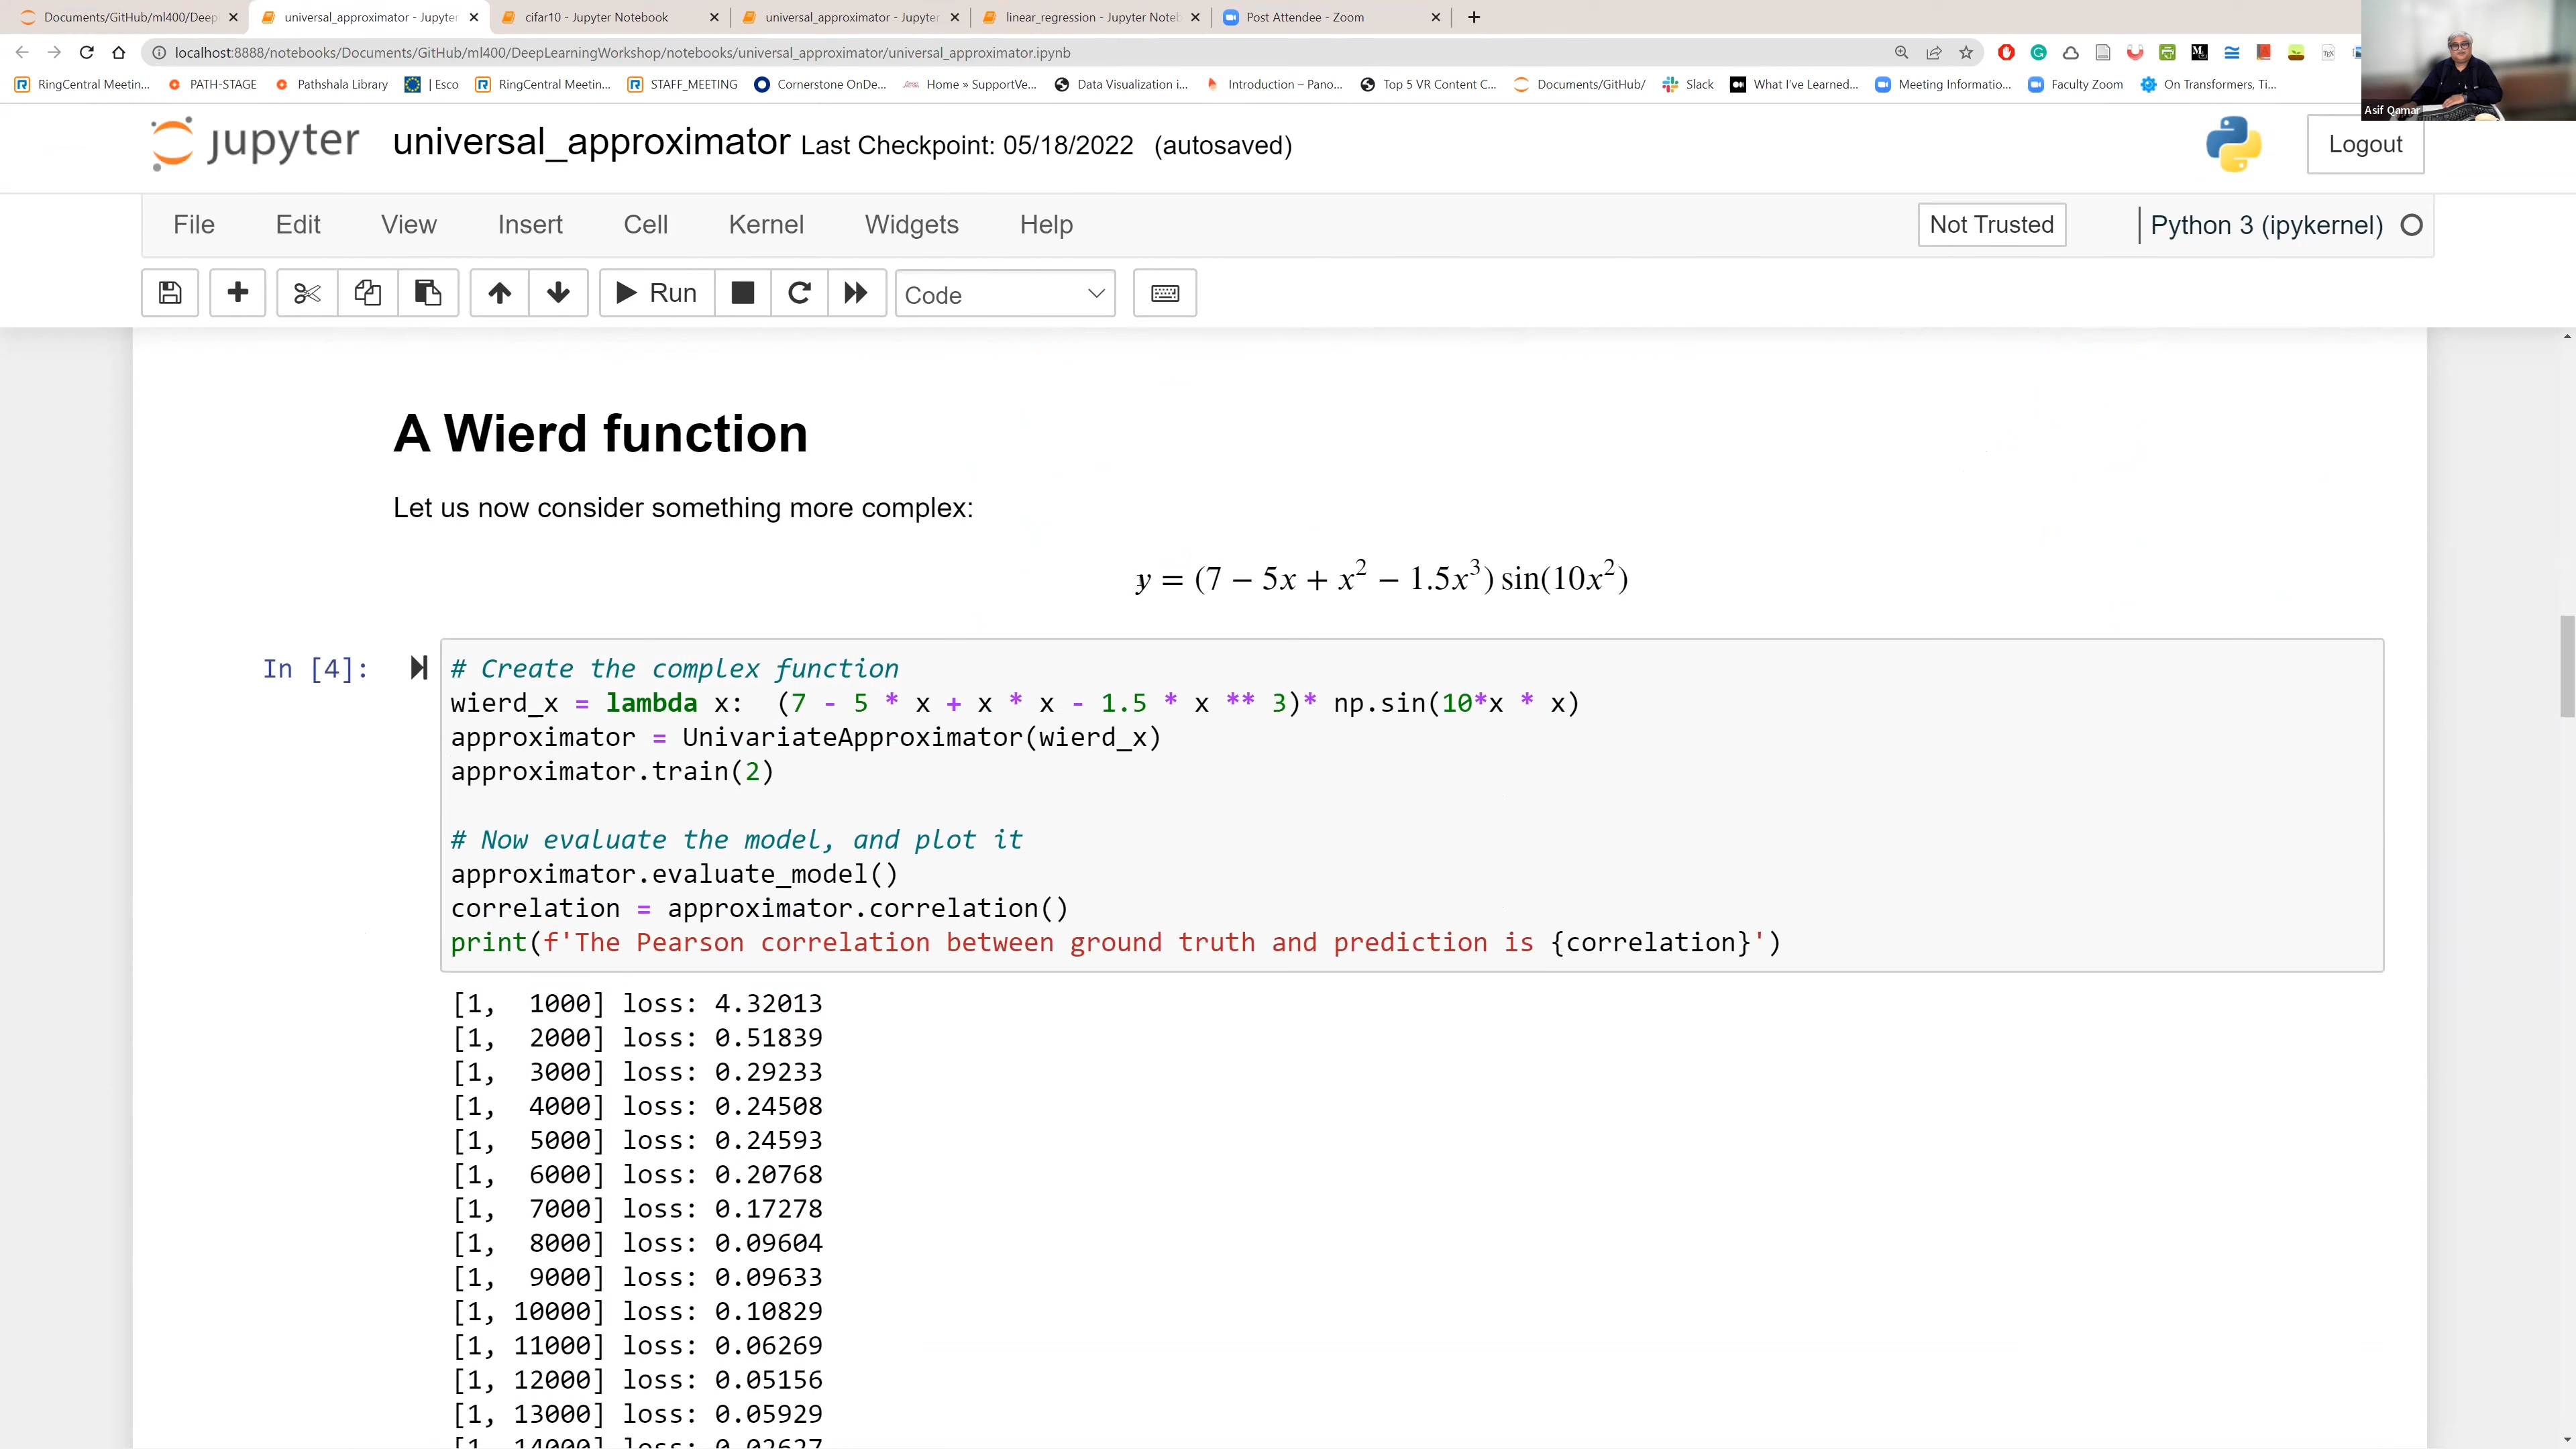 Documents/GitHub/ml400/Deepl
universal_approximator - Jupyter
cifar10 - Jupyter Notebook
universal_approximator - Jupyter
linear_regression - Jupyter Noteb
Post Attendee - Zoom
localhost:8888/notebooks/Documents/GitHub/ml400/DeepLearningWorkshop/notebooks/universal_approximator/universal_approximator.ipynb
RingCentral Meetin... PATH-STAGE Pathshala Library | Esco RingCentral Meetin... STAFF_MEETING Cornerstone OnDe... Home » SupportVe... Data Visualization i... Introduction – Pano... Top 5 VR Content C... Documents/GitHub/ Slack What I've Learned... Meeting Informatio... Faculty Zoom On Transformers, Ti...
Asif Qamar
jupyter universal_approximator Last Checkpoint: 05/18/2022 (autosaved)
Logout
File Edit View Insert Cell Kernel Widgets Help
Not Trusted
Python 3 (ipykernel)
Run
Code
A Wierd function
Let us now consider something more complex:
y = (7 − 5x + x² − 1.5x³) sin(10x²)
In [4]:
# Create the complex function
wierd_x = lambda x:  (7 - 5 * x + x * x - 1.5 * x ** 3)* np.sin(10*x * x)
approximator = UnivariateApproximator(wierd_x)
approximator.train(2)
# Now evaluate the model, and plot it
approximator.evaluate_model()
correlation = approximator.correlation()
print(f'The Pearson correlation between ground truth and prediction is {correlation}')
[1,  1000] loss: 4.32013
[1,  2000] loss: 0.51839
[1,  3000] loss: 0.29233
[1,  4000] loss: 0.24508
[1,  5000] loss: 0.24593
[1,  6000] loss: 0.20768
[1,  7000] loss: 0.17278
[1,  8000] loss: 0.09604
[1,  9000] loss: 0.09633
[1, 10000] loss: 0.10829
[1, 11000] loss: 0.06269
[1, 12000] loss: 0.05156
[1, 13000] loss: 0.05929
[1, 14000] loss: 0.02627